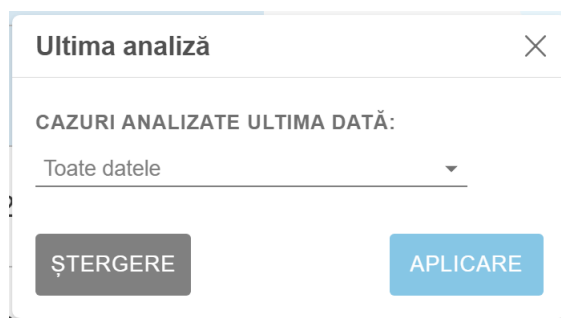 Ultima analiză
CAZURI ANALIZATE ULTIMA DATĂ:
Toate datele
ȘTERGERE
APLICARE